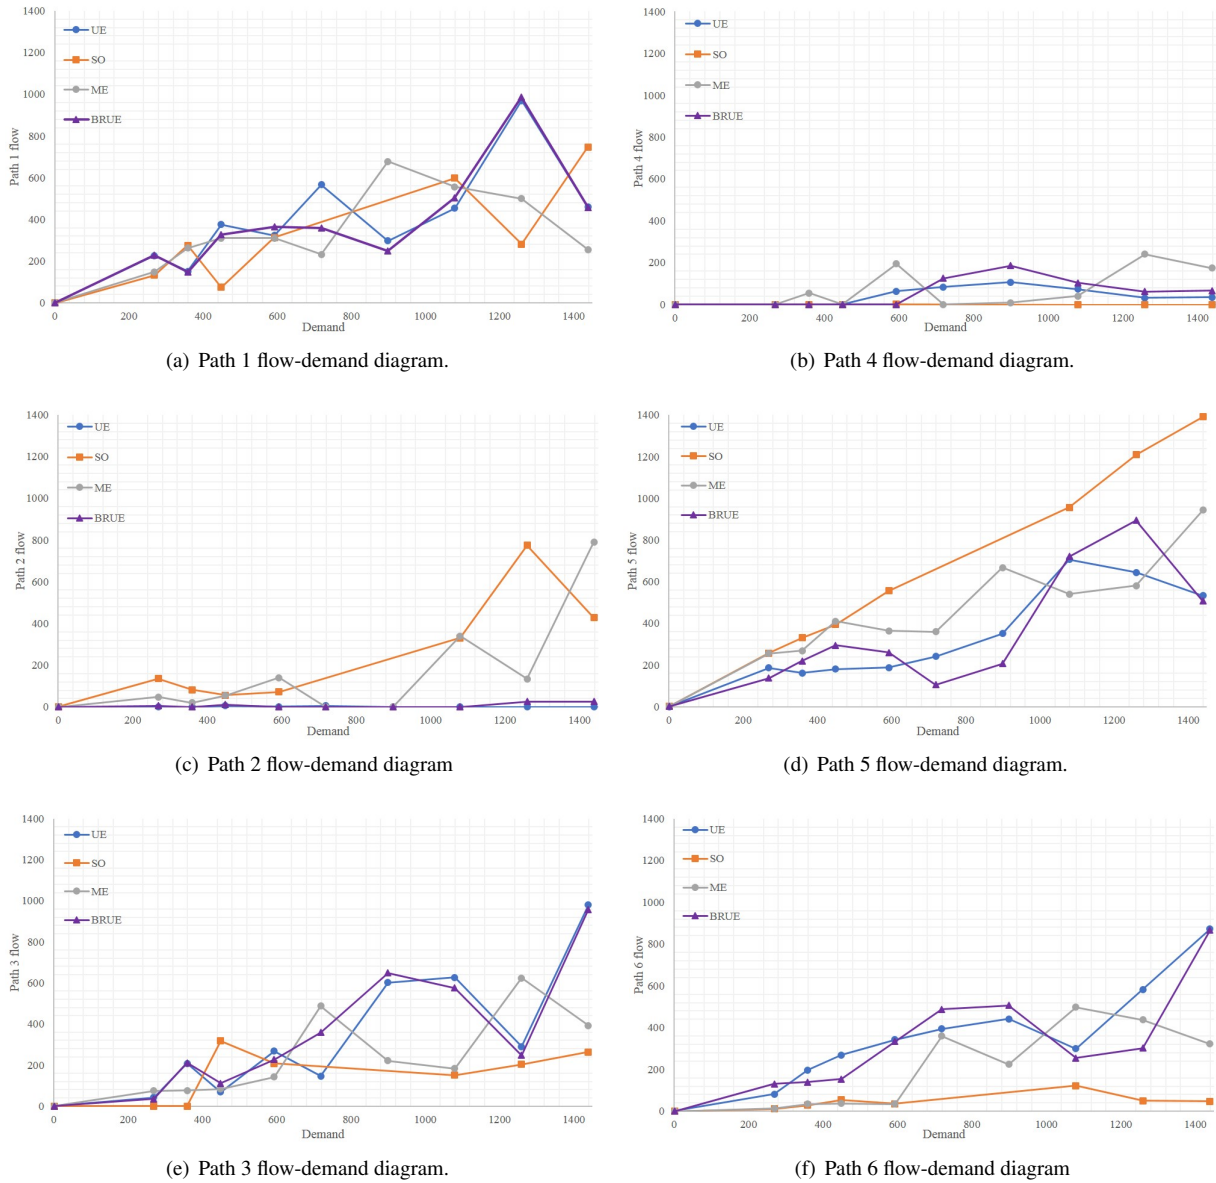 1400
1200
1000
800
600
400
200
0
Path 1 flow
UE
SO
ME
BRUE
0 200 400 600 800 1000 1200 1400
Demand
(a) Path 1 flow-demand diagram.
1400
1200
1000
800
600
400
200
0
Path 4 flow
UE
SO
ME
BRUE
0 200 400 600 800 1000 1200 1400
Demand
(b) Path 4 flow-demand diagram.
1400
1200
1000
800
600
400
200
0
Path 2 flow
UE
SO
ME
BRUE
0 200 400 600 800 1000 1200 1400
Demand
(c) Path 2 flow-demand diagram
1400
1200
1000
800
600
400
200
0
Path 5 flow
UE
SO
ME
BRUE
0 200 400 600 800 1000 1200 1400
Demand
(d) Path 5 flow-demand diagram.
1400
1200
1000
800
600
400
200
0
Path 3 flow
UE
SO
ME
BRUE
0 200 400 600 800 1000 1200 1400
Demand
(e) Path 3 flow-demand diagram.
1400
1200
1000
800
600
400
200
0
Path 6 flow
UE
SO
ME
BRUE
0 200 400 600 800 1000 1200 1400
Demand
(f) Path 6 flow-demand diagram